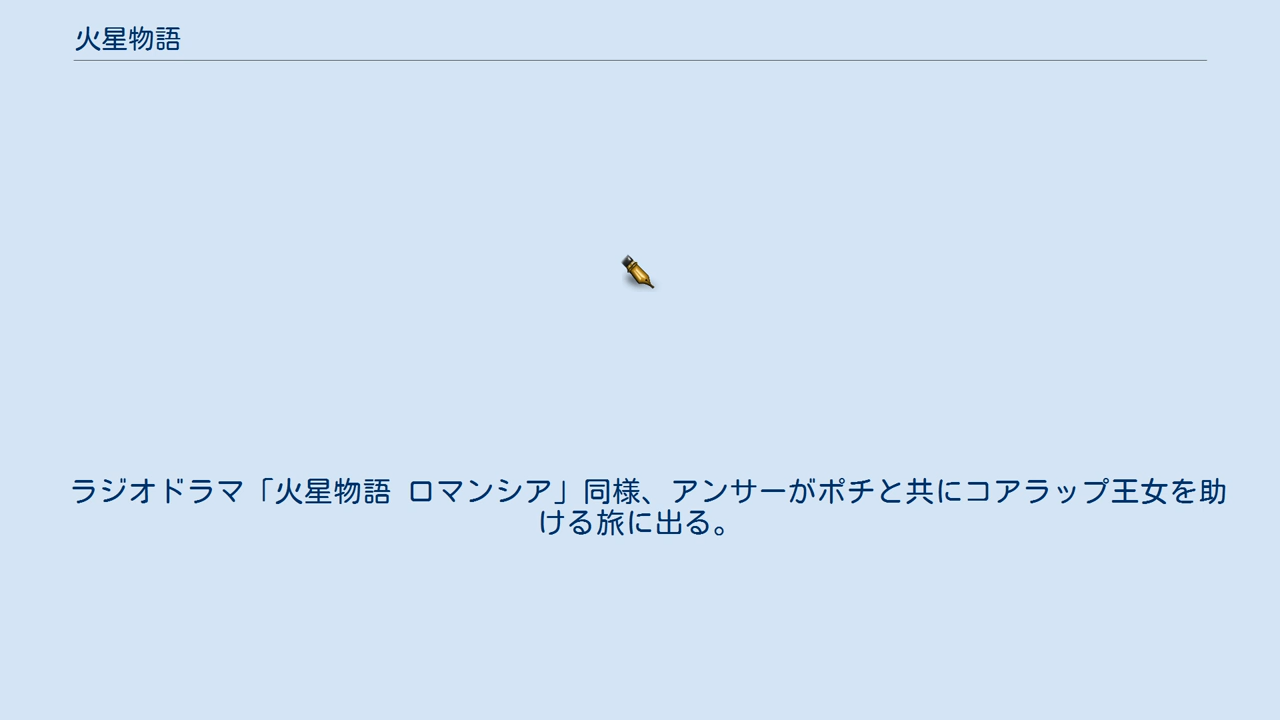 火星物語
ラジオドラマ「火星物語 ロマンシア」同様、アンサーがポチと共にコアラップ王女を助
ける旅に出る。